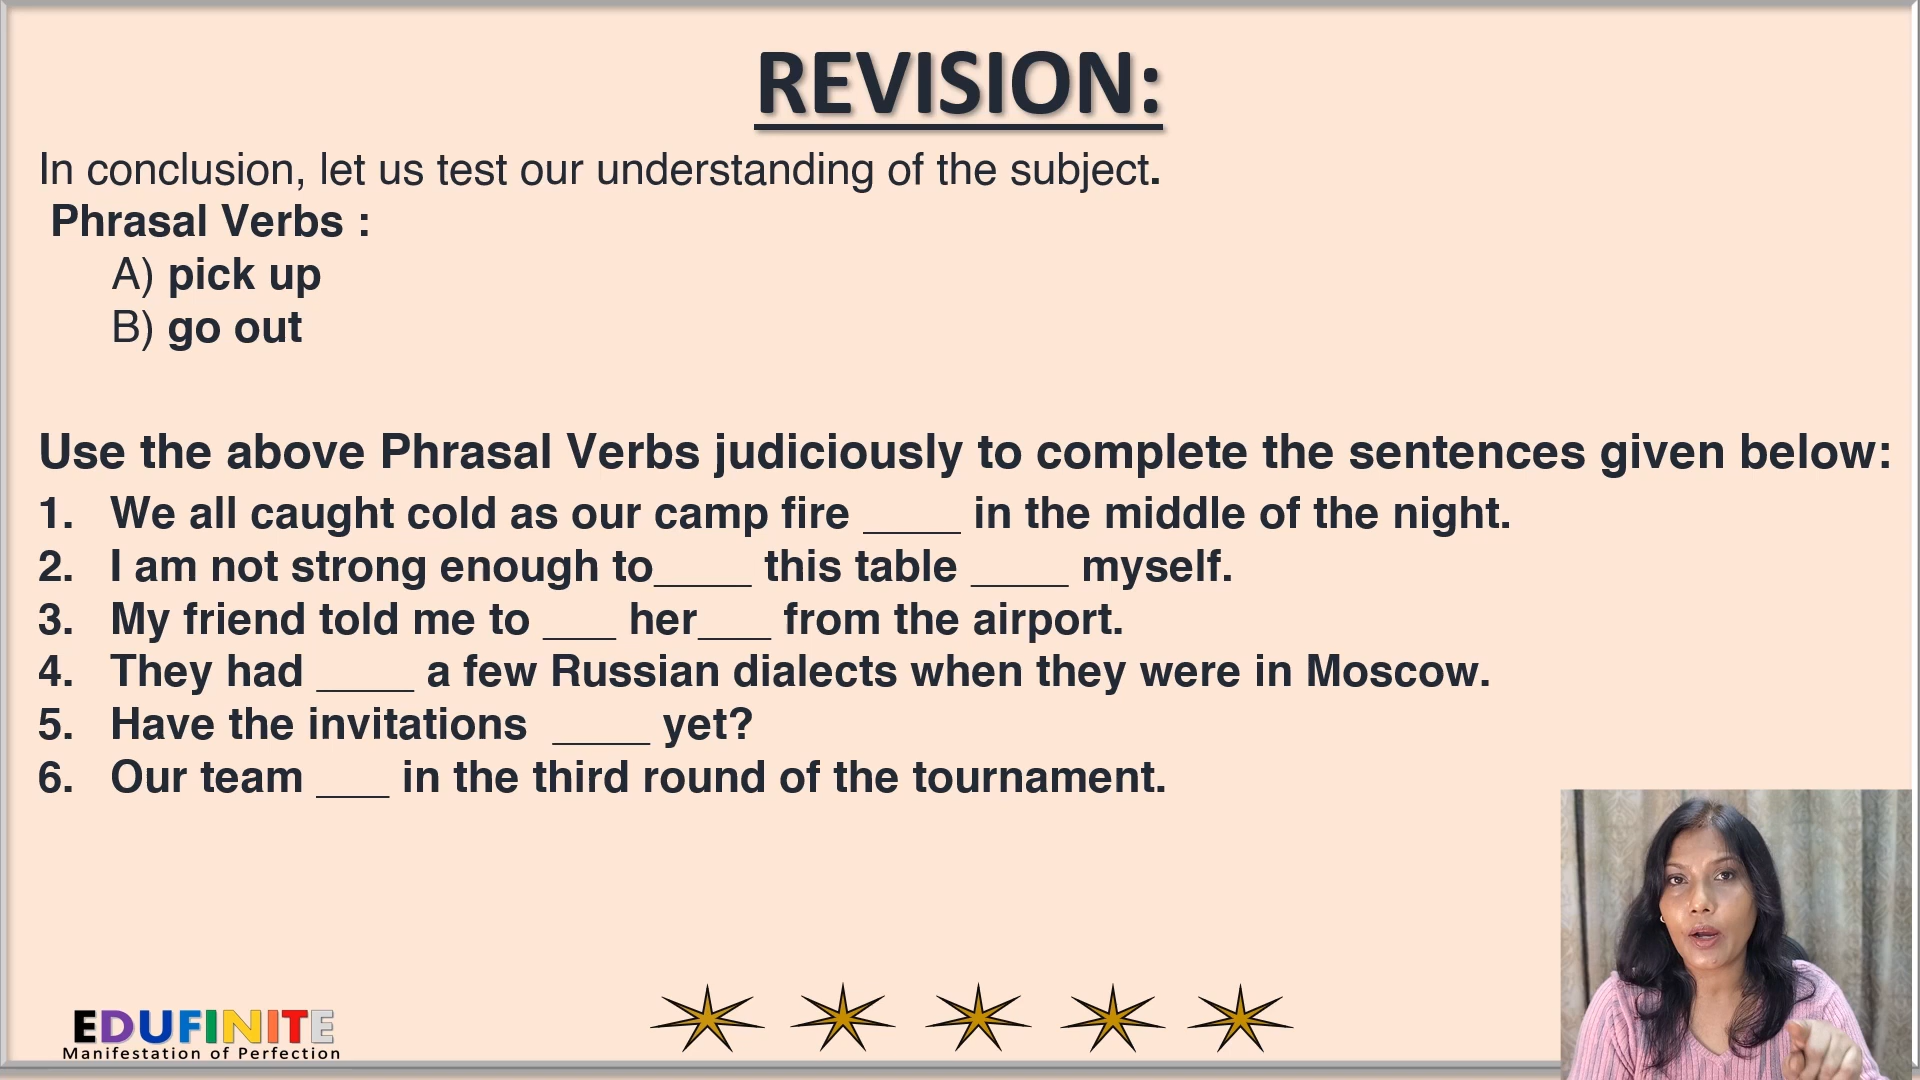 REVISION:
In conclusion, let us test our understanding of the subject.
Phrasal Verbs :
A) pick up
B) go out
Use the above Phrasal Verbs judiciously to complete the sentences given below:
1. We all caught cold as our camp fire ____ in the middle of the night.
2. I am not strong enough to____ this table ____ myself.
3. My friend told me to ___ her___ from the airport.
4. They had ____ a few Russian dialects when they were in Moscow.
5. Have the invitations ____ yet?
6. Our team ___ in the third round of the tournament.
EDUFINITE
Manifestation of Perfection